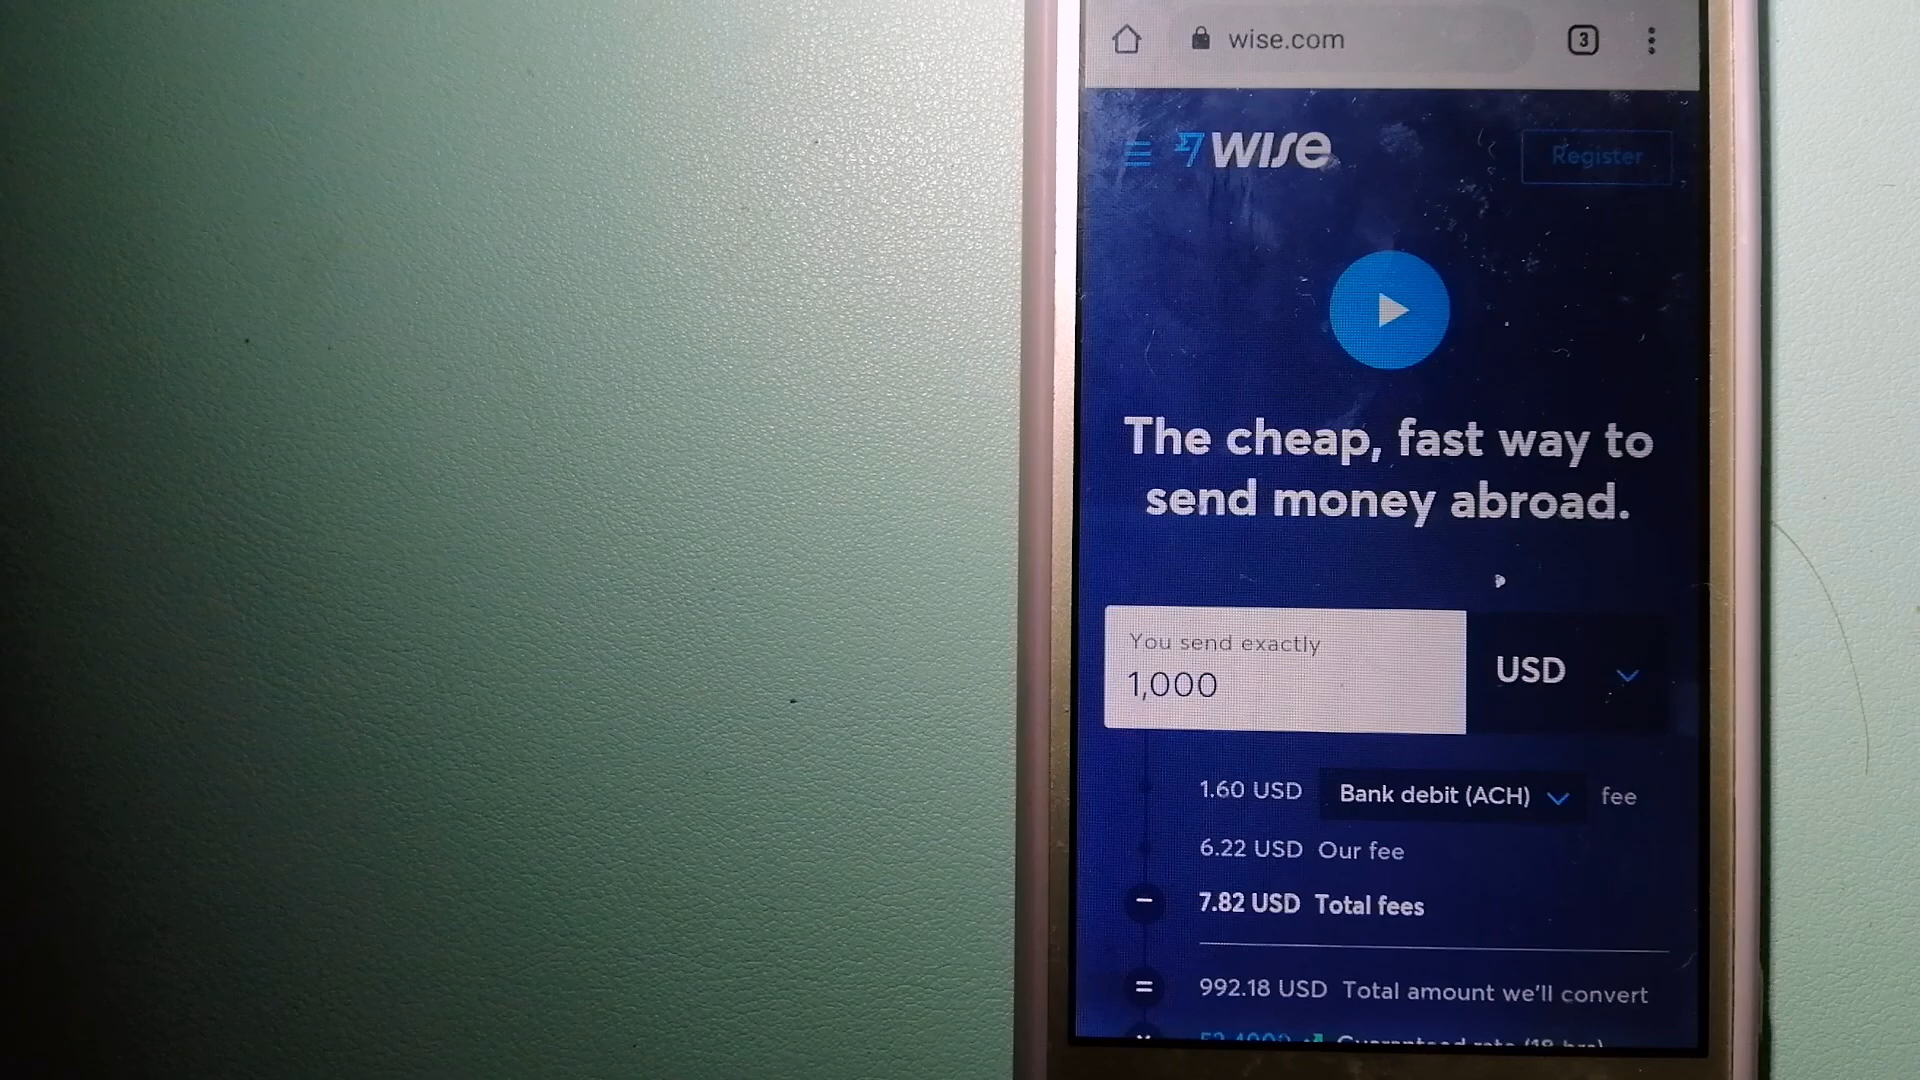 wise.com
3
wise
Register
The cheap, fast way to
send money abroad.
You send exactly
1,000
USD
1.60 USD Bank debit (ACH) fee
6.22 USD Our fee
7.82 USD Total fees
992.18 USD Total amount we'll convert
Guaranteed rate